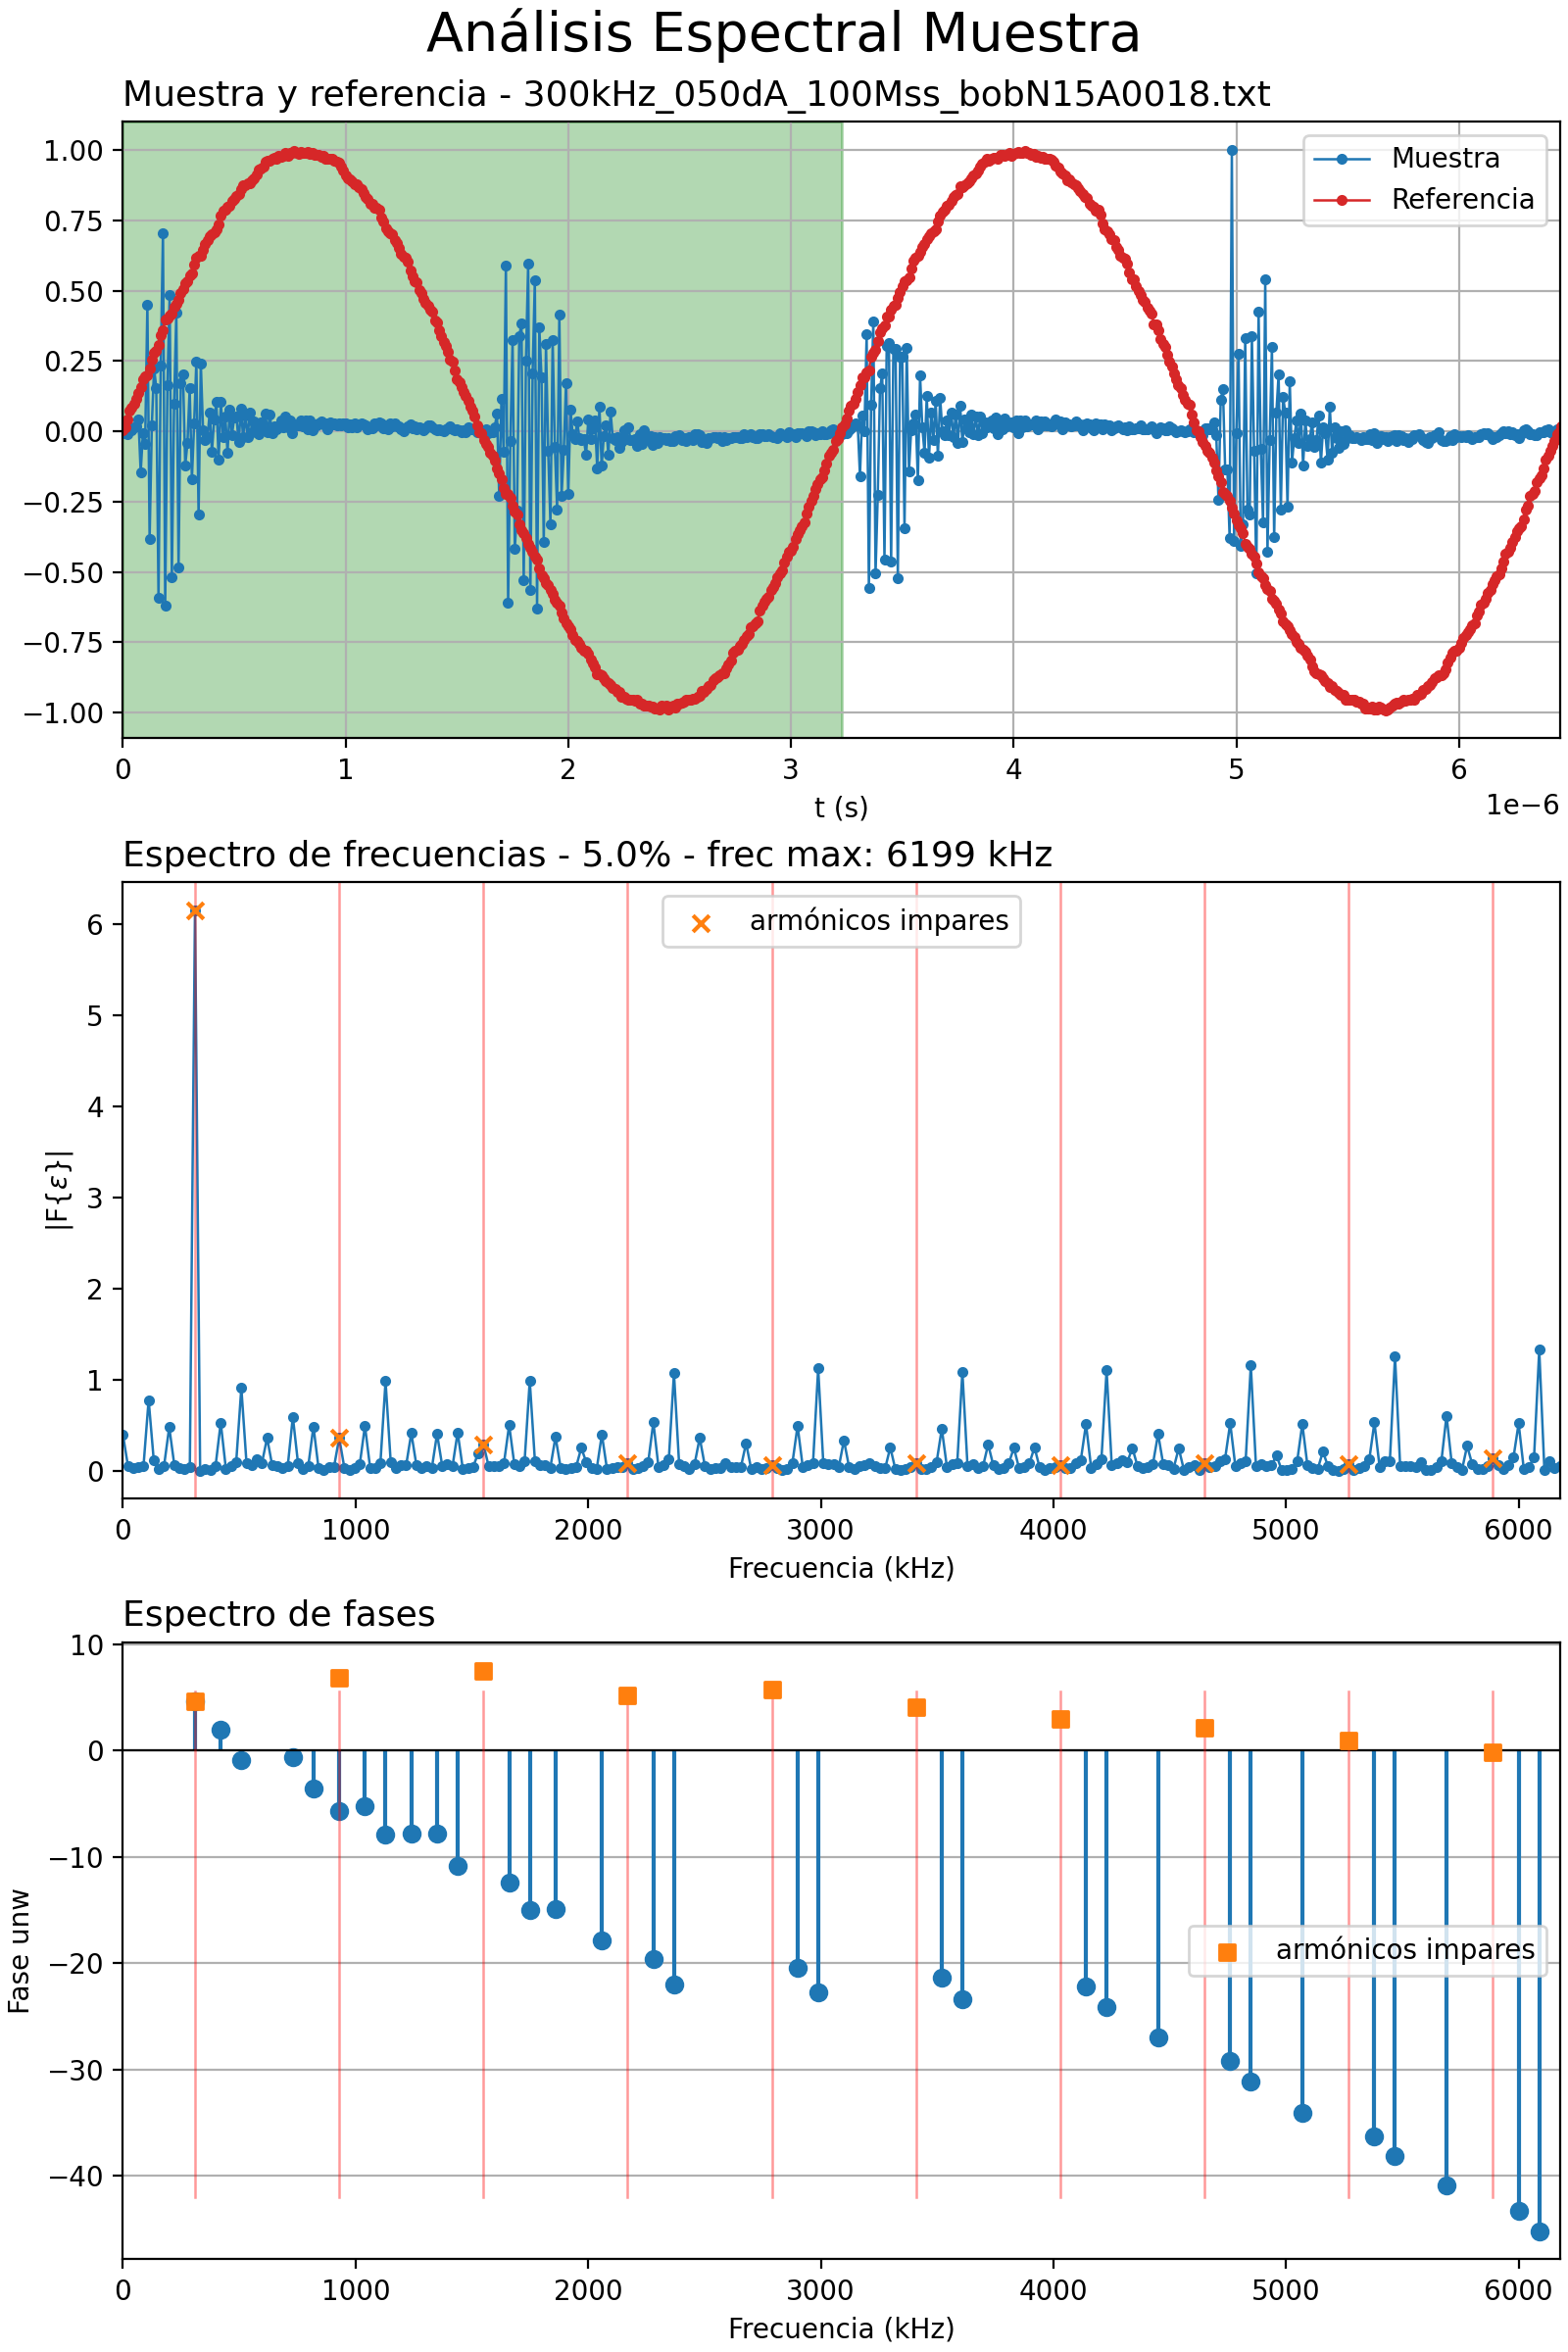 Análisis Espectral Muestra
Muestra y referencia - 300kHz_050dA_100Mss_bobN15A0018.txt
1.00
0.75
0.50
0.25
0.00
−0.25
−0.50
−0.75
−1.00
Muestra
Referencia
0 1 2 3 4 5 6
t (s)
1e−6
Espectro de frecuencias - 5.0% - frec max: 6199 kHz
|F{ε}|
6
5
4
3
2
1
0
armónicos impares
0 1000 2000 3000 4000 5000 6000
Frecuencia (kHz)
Espectro de fases
Fase unw
10
0
−10
−20
−30
−40
armónicos impares
0 1000 2000 3000 4000 5000 6000
Frecuencia (kHz)